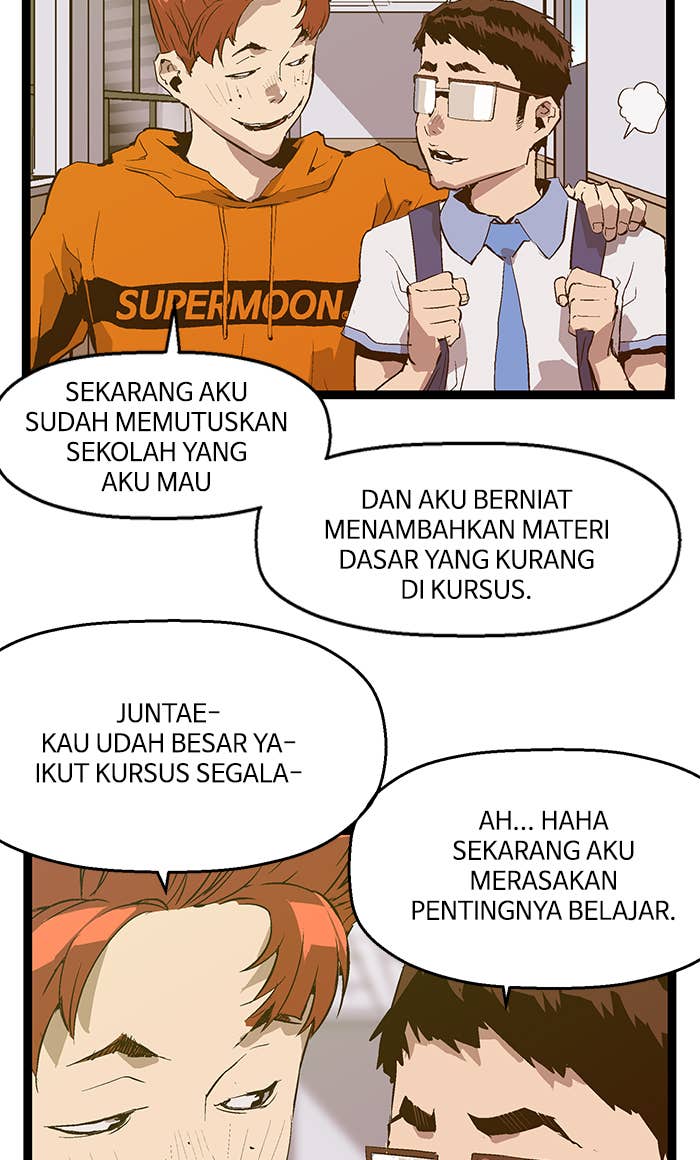 SUPERMOON
SEKARANG AKU
SUDAH MEMUTUSKAN
SEKOLAH YANG
AKU MAU
DAN AKU BERNIAT
MENAMBAHKAN MATERI
DASAR YANG KURANG
DI KURSUS.
JUNTAE-
KAU UDAH BESAR YA-
IKUT KURSUS SEGALA-
AH... HAHA
SEKARANG AKU
MERASAKAN
PENTINGNYA BELAJAR.